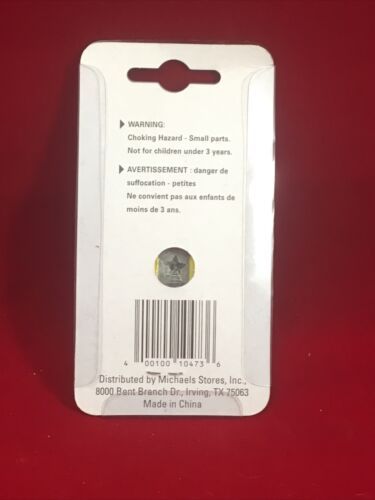 WARNING:
Choking Hazard - Small parts.
Not for children under 3 years.
AVERTISSEMENT : danger de
suffocation - petites
Ne convient pas aux enfants de
moins de 3 ans.
4 00100 10473 6
Distributed by Michaels Stores, Inc.,
8000 Bent Branch Dr., Irving, TX 75063
Made in China